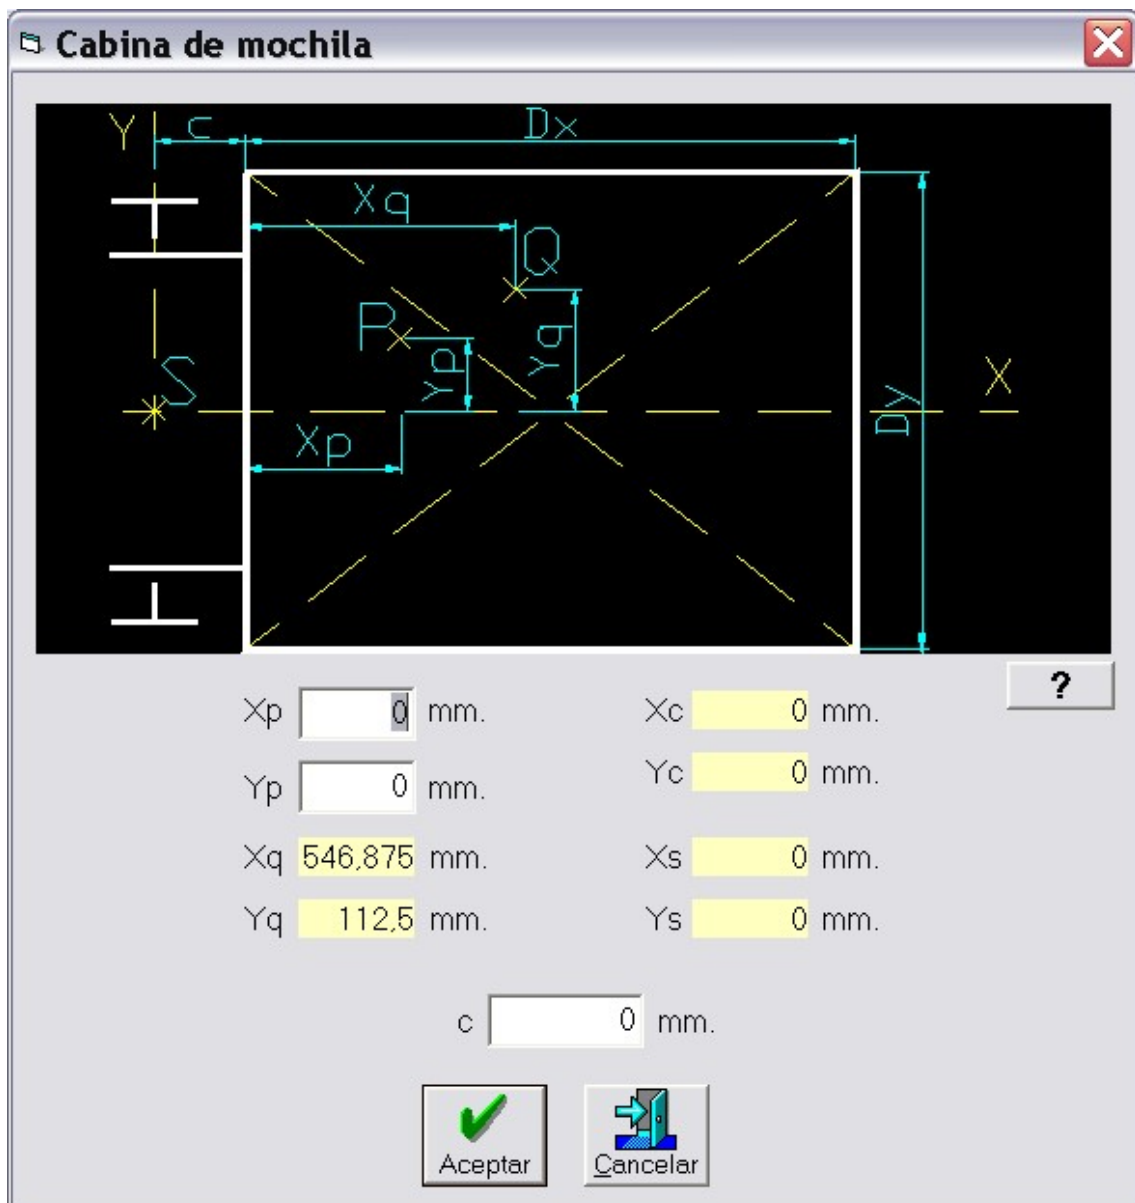 Cabina de mochila
Y c Dx
Xq
Q
P
Yp Yq
S
X
Dy
Xp
?
Xp 0 mm. Xc 0 mm.
Yp 0 mm. Yc 0 mm.
Xq 546,875 mm. Xs 0 mm.
Yq 112,5 mm. Ys 0 mm.
c 0 mm.
Aceptar Cancelar